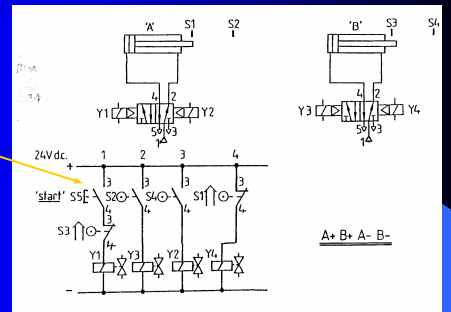 'A' S1 S2
'B' S3 S4
4 2
4 2
Y1 Y2
Y3 Y4
5 3
1
5 3
1
24V dc. 1 2 3 4
+
3 3 3 3
'start' S5 S2 S4 S1
4 4 4 4
3
S3
4
A+ B+ A- B-
Y1 Y3 Y2 Y4
-